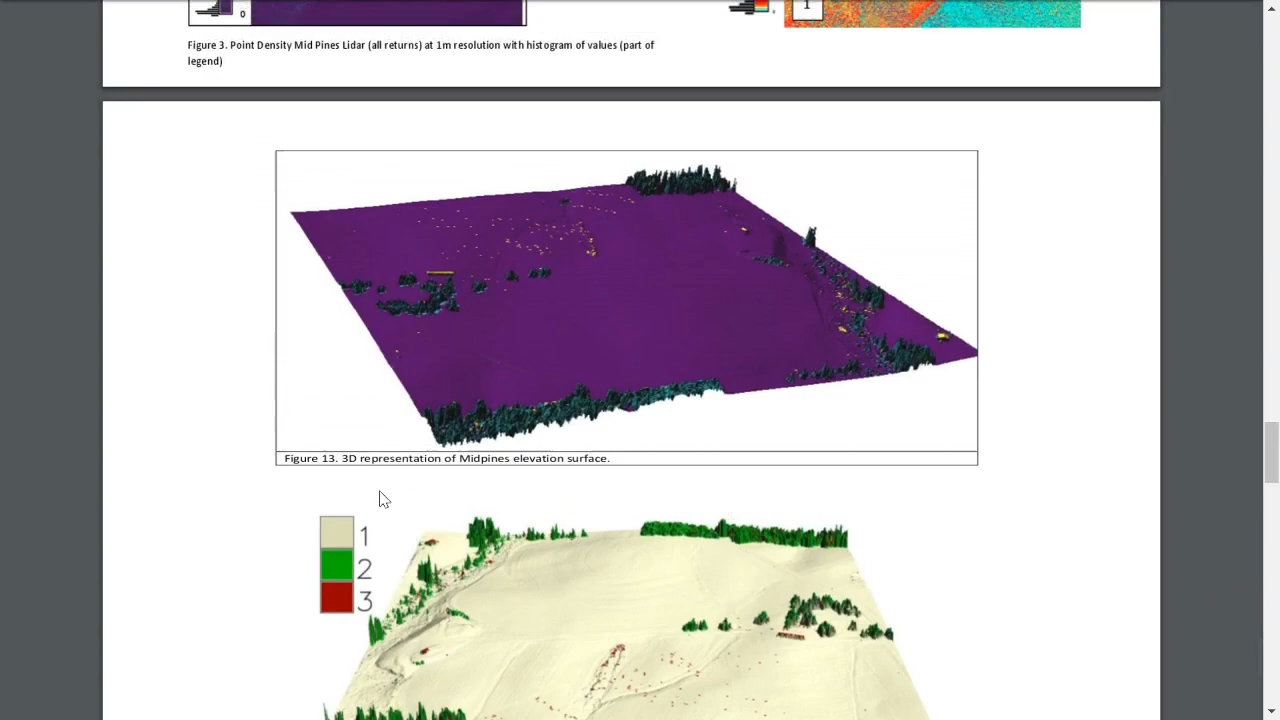 0
1
Figure 3. Point Density Mid Pines Lidar (all returns) at 1m resolution with histogram of values (part of
legend)
Figure 13. 3D representation of Midpines elevation surface.
1
2
3